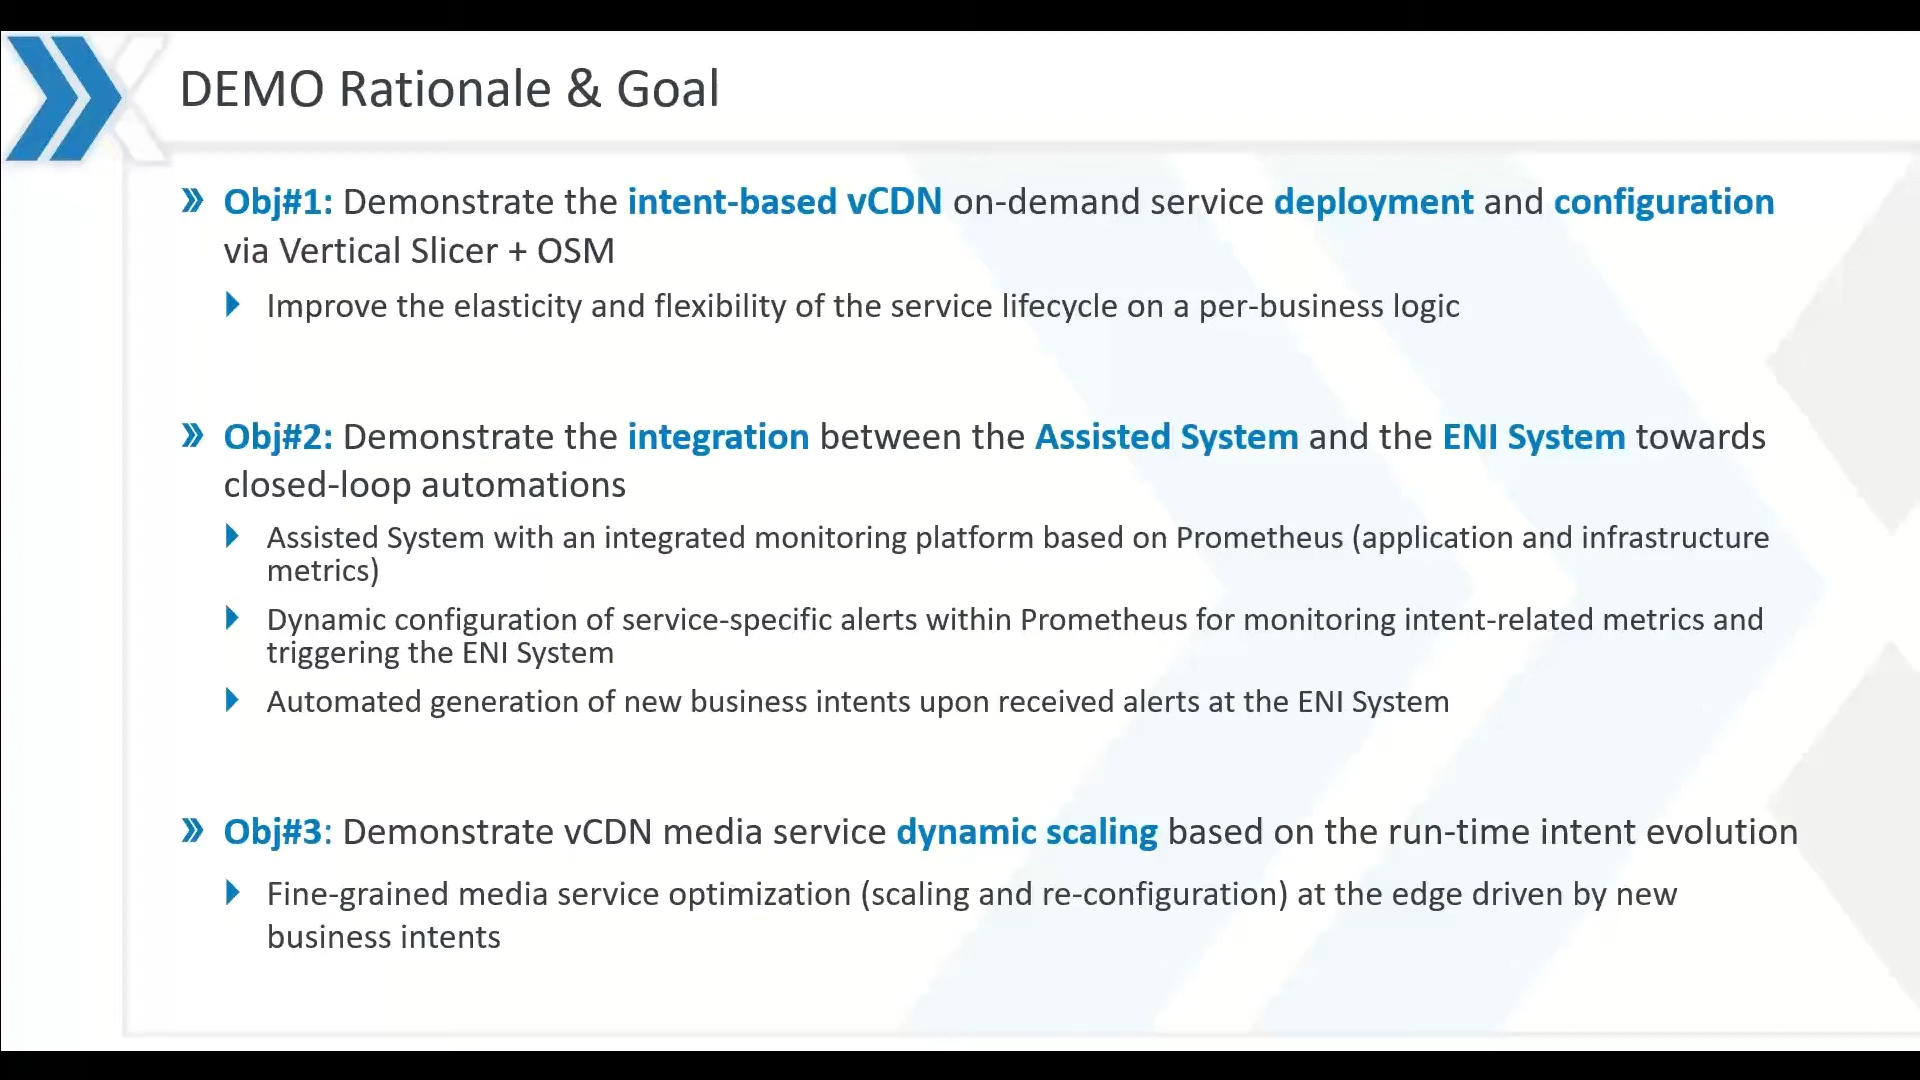 DEMO Rationale & Goal
Obj#1: Demonstrate the intent-based vCDN on-demand service deployment and configuration
via Vertical Slicer + OSM
Improve the elasticity and flexibility of the service lifecycle on a per-business logic
Obj#2: Demonstrate the integration between the Assisted System and the ENI System towards
closed-loop automations
Assisted System with an integrated monitoring platform based on Prometheus (application and infrastructure
metrics)
Dynamic configuration of service-specific alerts within Prometheus for monitoring intent-related metrics and
triggering the ENI System
Automated generation of new business intents upon received alerts at the ENI System
Obj#3: Demonstrate vCDN media service dynamic scaling based on the run-time intent evolution
Fine-grained media service optimization (scaling and re-configuration) at the edge driven by new
business intents